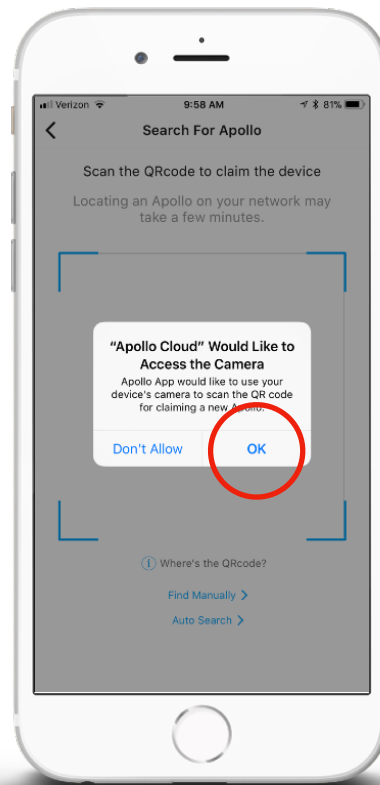 Verizon 9:58 AM 81%
Search For Apollo
Scan the QRcode to claim the device
Locating an Apollo on your network may
take a few minutes.
“Apollo Cloud” Would Like to
Access the Camera
Apollo App would like to use your
device's camera to scan the QR code
for claiming a new Apollo.
Don't Allow OK
Where's the QRcode?
Find Manually >
Auto Search >